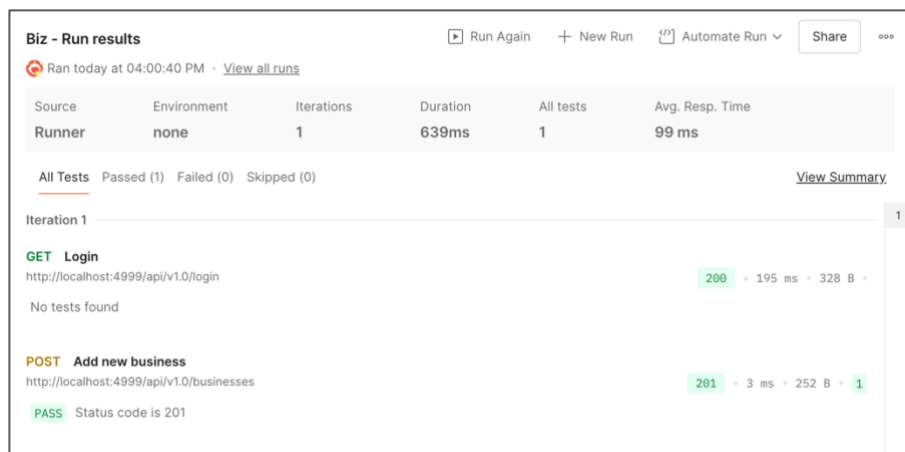 Biz - Run results
Run Again
New Run
Automate Run
Share
Ran today at 04:00:40 PM · View all runs
Source Environment Iterations Duration All tests Avg. Resp. Time
Runner none 1 639ms 1 99 ms
All Tests Passed (1) Failed (0) Skipped (0) View Summary
Iteration 1
1
GET Login
http://localhost:4999/api/v1.0/login
200 • 195 ms • 328 B •
No tests found
POST Add new business
http://localhost:4999/api/v1.0/businesses
201 • 3 ms • 252 B • 1
PASS Status code is 201